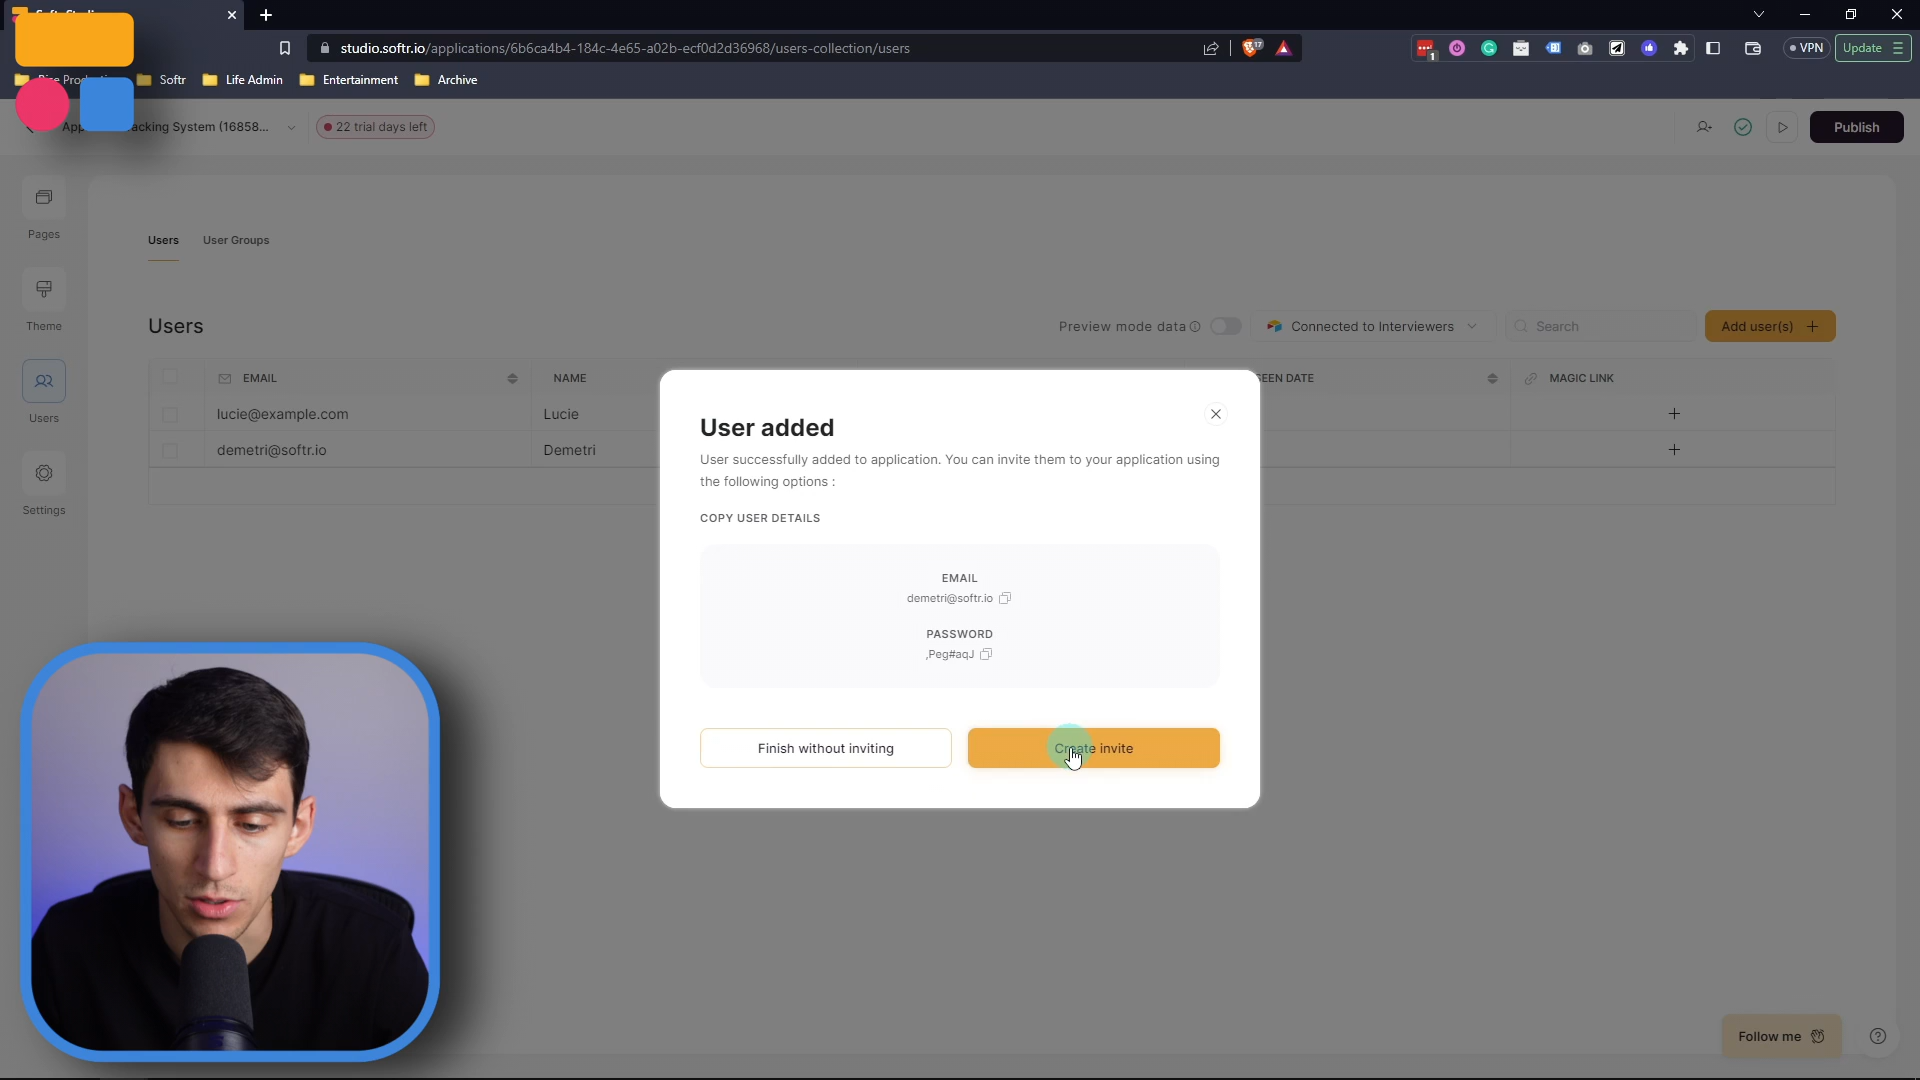 studio.softr.io/applications/6b6ca4b4-184c-4e65-a02b-ecf0d2d36968/users-collection/users
17
1
VPN
Update
Softr
Life Admin
Entertainment
Archive
acking System (16858...
22 trial days left
Publish
Pages
Theme
Users
Settings
Users
User Groups
Users
Preview mode data
Connected to Interviewers
Search
Add user(s) +
EMAIL
NAME
SEEN DATE
MAGIC LINK
lucie@example.com
Lucie
+
demetri@softr.io
Demetri
+
User added
User successfully added to application. You can invite them to your application using
the following options :
COPY USER DETAILS
EMAIL
demetri@softr.io
PASSWORD
,Peg#aqJ
Finish without inviting
Create invite
Follow me